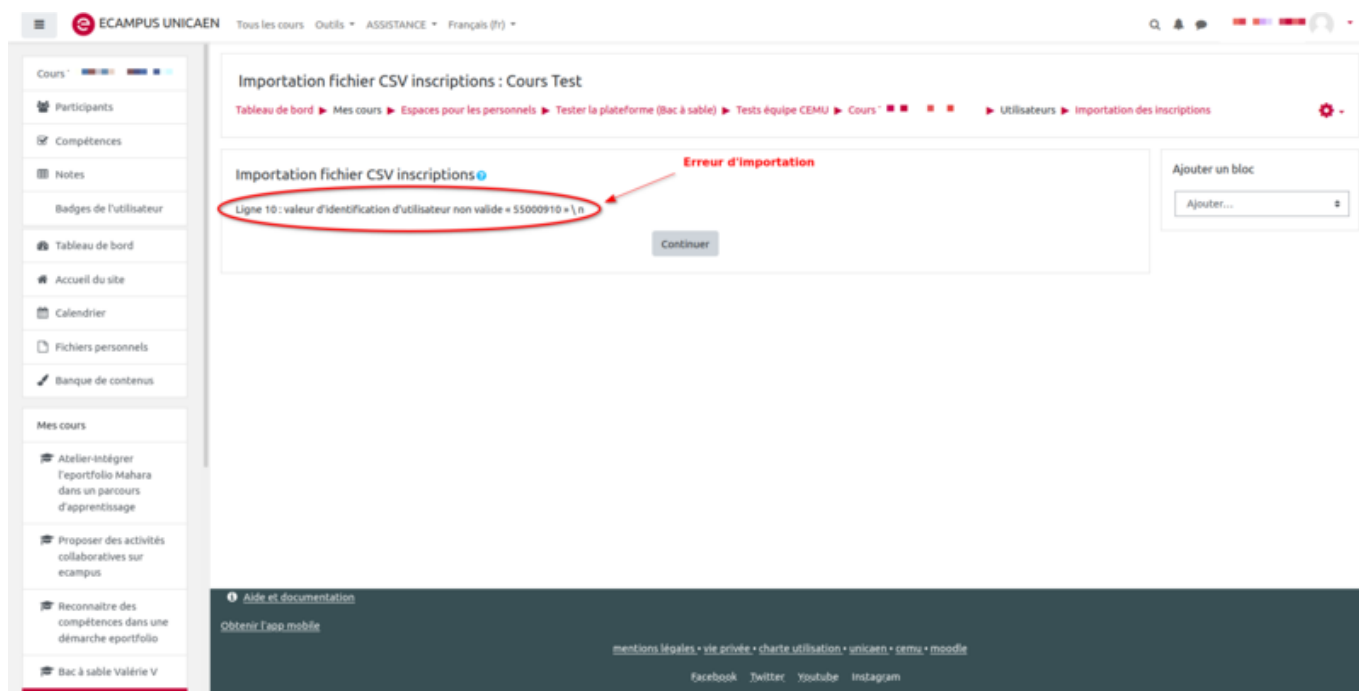 ECAMPUS UNICAEN Tous les cours Outils ASSISTANCE Français (fr)
Cours
Participants
Compétences
Notes
Badges de l'utilisateur
Tableau de bord
Accueil du site
Calendrier
Fichiers personnels
Banque de contenus
Mes cours
Atelier-Intégrer
l'eportfolio Mahara
dans un parcours
d'apprentissage
Proposer des activités
collaboratives sur
ecampus
Reconnaitre des
compétences dans une
démarche eportfolio
Bac à sable Valérie V
Importation fichier CSV inscriptions : Cours Test
Tableau de bord ► Mes cours ► Espaces pour les personnels ► Tester la plateforme (Bac à sable) ► Tests équipe CEMU ► Cours ► Utilisateurs ► Importation des inscriptions
Importation fichier CSV inscriptions
Erreur d'importation
Ligne 10 : valeur d'identification d'utilisateur non valide « 55000910 » \ n
Continuer
Ajouter un bloc
Ajouter...
Aide et documentation
Obtenir l'app mobile
mentions légales • vie privée • charte utilisation • unicaen • cemu • moodle
Facebook Twitter Youtube Instagram